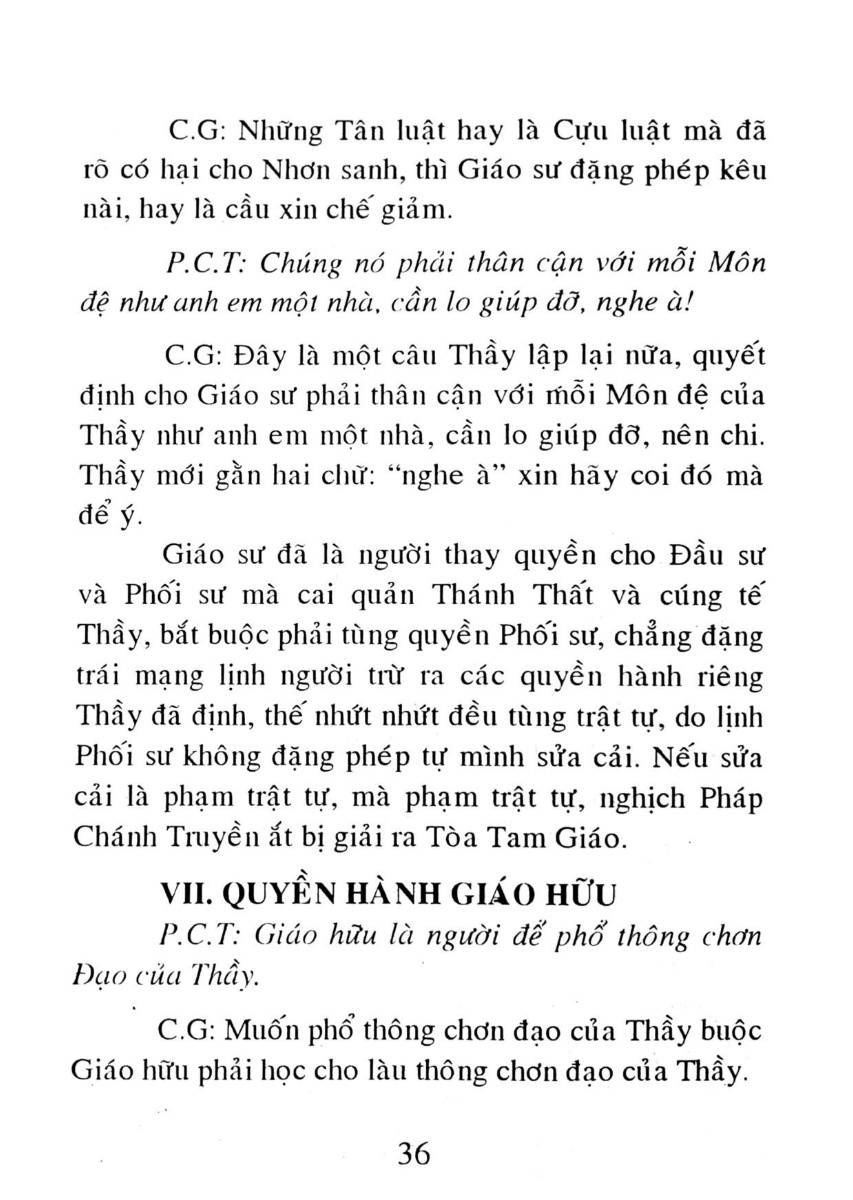 C.G: Những Tân luật hay là Cựu luật mà đã
rõ có hại cho Nhơn sanh, thì Giáo sư đặng phép kêu
nài, hay là cầu xin chế giảm.
P.C.T: Chúng nó phải thân cận với mỗi Môn
đệ như anh em một nhà, cần lo giúp đỡ, nghe à!
C.G: Đây là một câu Thầy lập lại nữa, quyết
định cho Giáo sư phải thân cận với mỗi Môn đệ của
Thầy như anh em một nhà, cần lo giúp đỡ, nên chi.
Thầy mới gằn hai chữ: “nghe à” xin hãy coi đó mà
để ý.
Giáo sư đã là người thay quyền cho Đầu sư
và Phối sư mà cai quản Thánh Thất và cúng tế
Thầy, bắt buộc phải tùng quyền Phối sư, chẳng đặng
trái mạng lịnh người trừ ra các quyền hành riêng
Thầy đã định, thế nhứt nhứt đều tùng trật tự, do lịnh
Phối sư không đặng phép tự mình sửa cải. Nếu sửa
cải là phạm trật tự, mà phạm trật tự, nghịch Pháp
Chánh Truyền ắt bị giải ra Tòa Tam Giáo.
VII. QUYỀN HÀNH GIÁO HỮU
P.C.T: Giáo hữu là người để phổ thông chơn
Đạo của Thầy.
C.G: Muốn phổ thông chơn đạo của Thầy buộc
Giáo hữu phải học cho làu thông chơn đạo của Thầy.
36